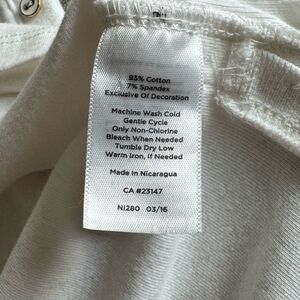 93% Cotton
7% Spandex
Exclusive Of Decoration
Machine Wash Cold
Gentle Cycle
Only Non-Chlorine
Bleach When Needed
Tumble Dry Low
Warm Iron, If Needed
Made In Nicaragua
CA #23147
NI280 03/16